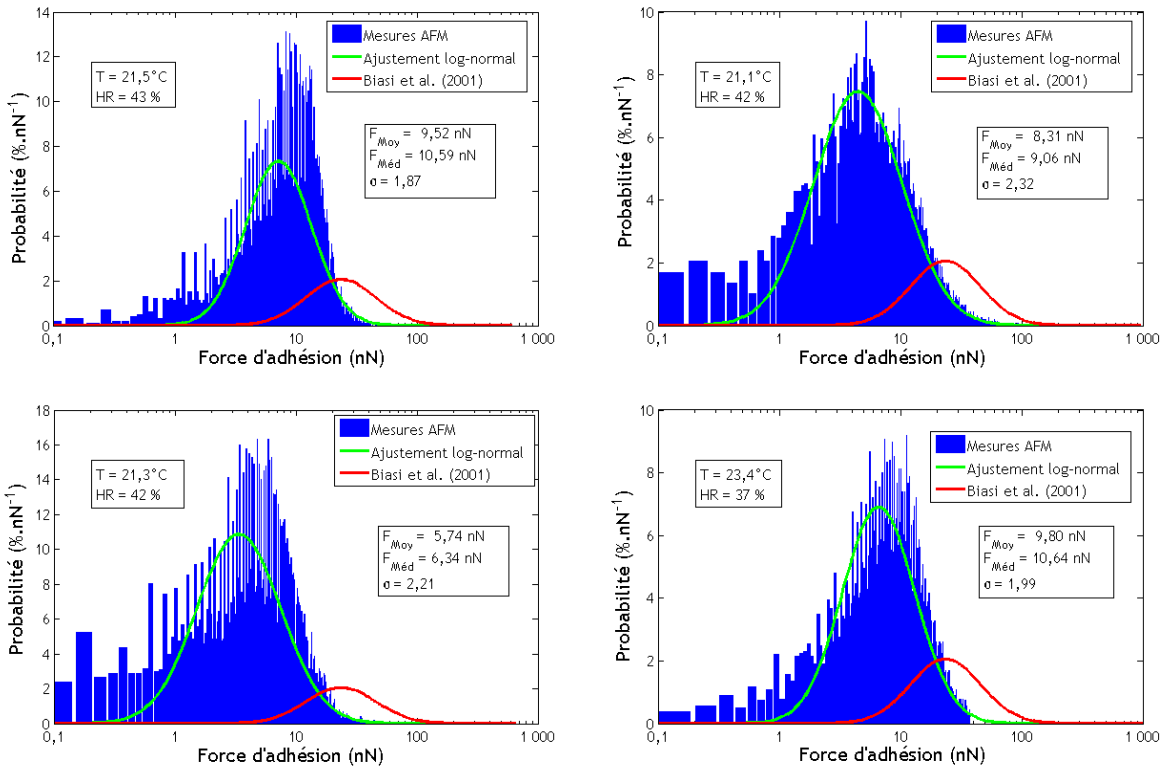 Mesures AFM
Ajustement log-normal
Biasi et al. (2001)
T = 21,5°C
HR = 43 %
F_Moy = 9,52 nN
F_Méd = 10,59 nN
σ = 1,87
Probabilité (%.nN⁻¹)
0 2 4 6 8 10 12 14
0,1 1 10 100 1 000
Force d'adhésion (nN)
Mesures AFM
Ajustement log-normal
Biasi et al. (2001)
T = 21,1°C
HR = 42 %
F_Moy = 8,31 nN
F_Méd = 9,06 nN
σ = 2,32
Probabilité (%.nN⁻¹)
0 2 4 6 8 10
0,1 1 10 100 1 000
Force d'adhésion (nN)
Mesures AFM
Ajustement log-normal
Biasi et al. (2001)
T = 21,3°C
HR = 42 %
F_Moy = 5,74 nN
F_Méd = 6,34 nN
σ = 2,21
Probabilité (%.nN⁻¹)
0 2 4 6 8 10 12 14 16 18
0,1 1 10 100 1 000
Force d'adhésion (nN)
Mesures AFM
Ajustement log-normal
Biasi et al. (2001)
T = 23,4°C
HR = 37 %
F_Moy = 9,80 nN
F_Méd = 10,64 nN
σ = 1,99
Probabilité (%.nN⁻¹)
0 2 4 6 8 10
0,1 1 10 100 1 000
Force d'adhésion (nN)